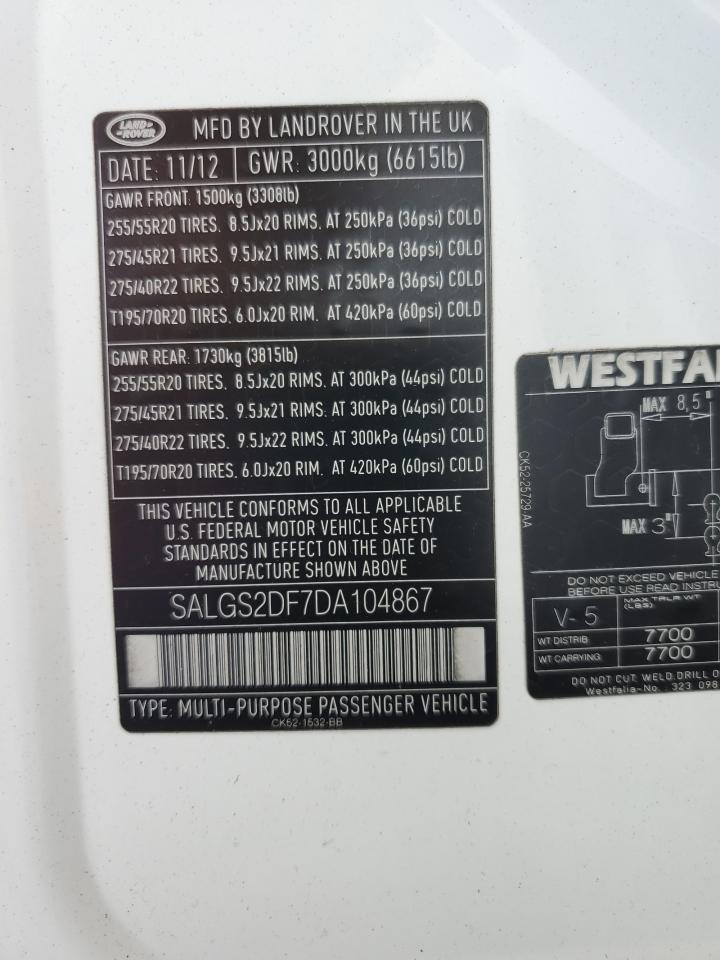 LAND ROVER MFD BY LANDROVER IN THE UK
DATE: 11/12 GWR: 3000kg (6615lb)
GAWR FRONT: 1500kg (3308lb)
255/55R20 TIRES. 8.5Jx20 RIMS. AT 250kPa (36psi) COLD
275/45R21 TIRES. 9.5Jx21 RIMS. AT 250kPa (36psi) COLD
275/40R22 TIRES. 9.5Jx22 RIMS. AT 250kPa (36psi) COLD
T195/70R20 TIRES. 6.0Jx20 RIM. AT 420kPa (60psi) COLD
GAWR REAR: 1730kg (3815lb)
255/55R20 TIRES. 8.5Jx20 RIMS. AT 300kPa (44psi) COLD
275/45R21 TIRES. 9.5Jx21 RIMS. AT 300kPa (44psi) COLD
275/40R22 TIRES. 9.5Jx22 RIMS. AT 300kPa (44psi) COLD
T195/70R20 TIRES. 6.0Jx20 RIM. AT 420kPa (60psi) COLD
THIS VEHICLE CONFORMS TO ALL APPLICABLE
U.S. FEDERAL MOTOR VEHICLE SAFETY
STANDARDS IN EFFECT ON THE DATE OF
MANUFACTURE SHOWN ABOVE
SALGS2DF7DA104867
TYPE: MULTI-PURPOSE PASSENGER VEHICLE
CK52-1532-BB
WESTFA
MAX 8,5"
CK52-25729-AA
MAX 3"
DO NOT EXCEED VEHICLE
BEFORE USE READ INSTRU
V-5 MAX TRLR WT (LBS)
WT DISTRIB. 7700
WT CARRYING 7700
DO NOT CUT, WELD, DRILL O
Westfalia-No. 323 098